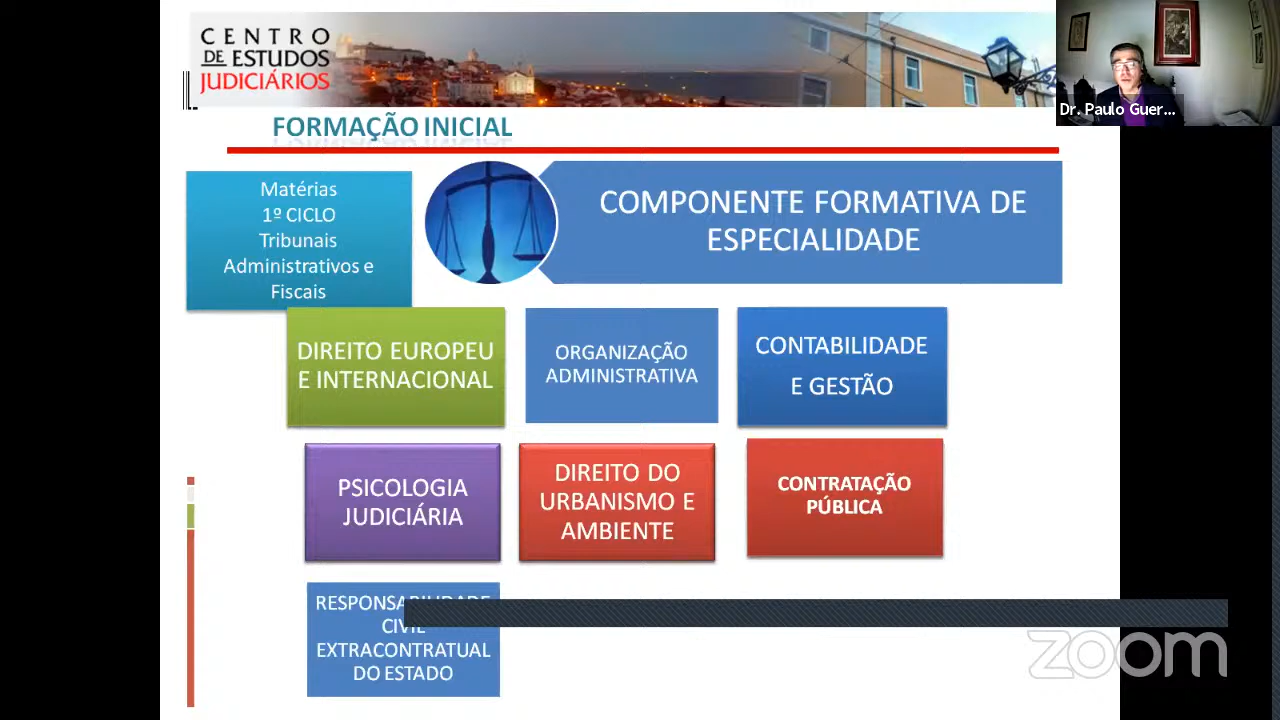 CENTRO
DE ESTUDOS
JUDICIÁRIOS
Dr. Paulo Guer...
FORMAÇÃO INICIAL
Matérias
1º CICLO
Tribunais
Administrativos e
Fiscais
COMPONENTE FORMATIVA DE
ESPECIALIDADE
DIREITO EUROPEU
E INTERNACIONAL
ORGANIZAÇÃO
ADMINISTRATIVA
CONTABILIDADE
E GESTÃO
PSICOLOGIA
JUDICIÁRIA
DIREITO DO
URBANISMO E
AMBIENTE
CONTRATAÇÃO
PÚBLICA
RESPONSABILIDADE
CIVIL
EXTRACONTRATUAL
DO ESTADO
zoom